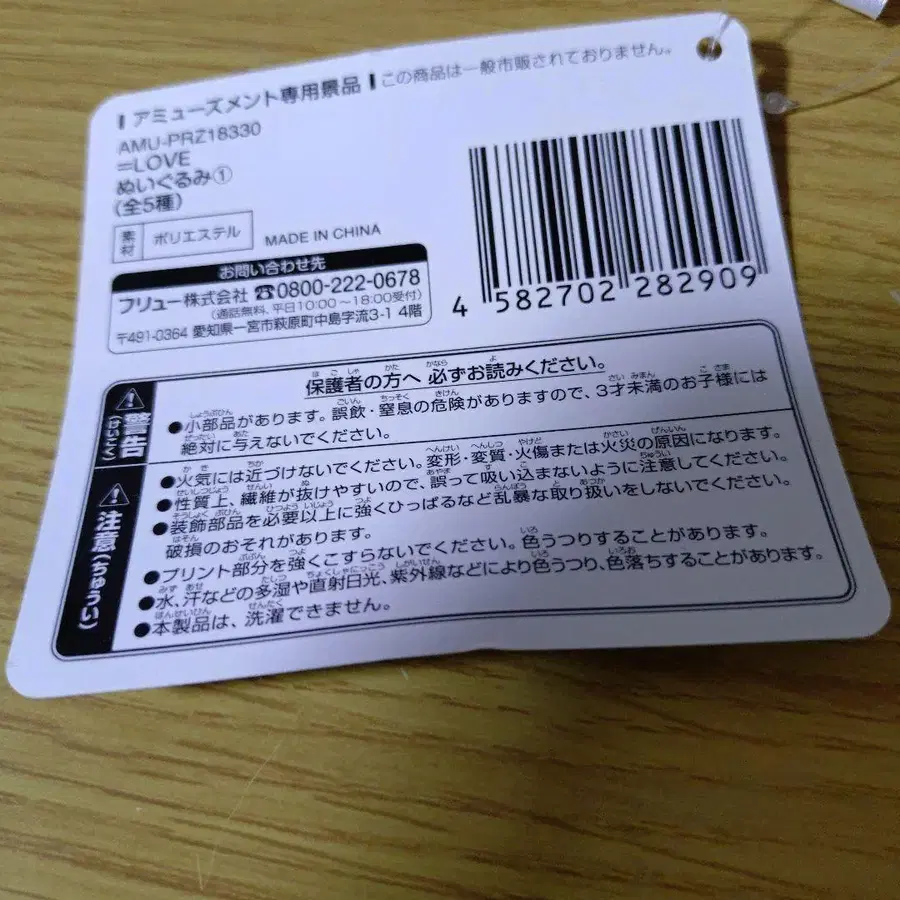 アミューズメント専用景品 この商品は一般市販されておりません。
AMU-PRZ18330
=LOVE
ぬいぐるみ①
(全5種)
素材 ポリエステル MADE IN CHINA
お問い合わせ先
フリュー株式会社 ☎0800-222-0678
(通話無料、平日10:00~18:00受付)
〒491-0364 愛知県一宮市萩原町中島字流3-1 4階
4 582702 282909
保護者の方へ 必ずお読みください。
警告(けいこく)
●小部品があります。誤飲・窒息の危険がありますので、3才未満のお子様には
絶対に与えないでください。
注意(ちゅうい)
●火気には近づけないでください。変形・変質・火傷または火災の原因になります。
●性質上、繊維が抜けやすいので、誤って吸い込まないように注意してください。
●装飾部品を必要以上に強くひっぱるなど乱暴な取り扱いをしないでください。
破損のおそれがあります。
●プリント部分を強くこすらないでください。色うつりすることがあります。
●水、汗などの多湿や直射日光、紫外線などにより色うつり、色落ちすることがあります。
●本製品は、洗濯できません。